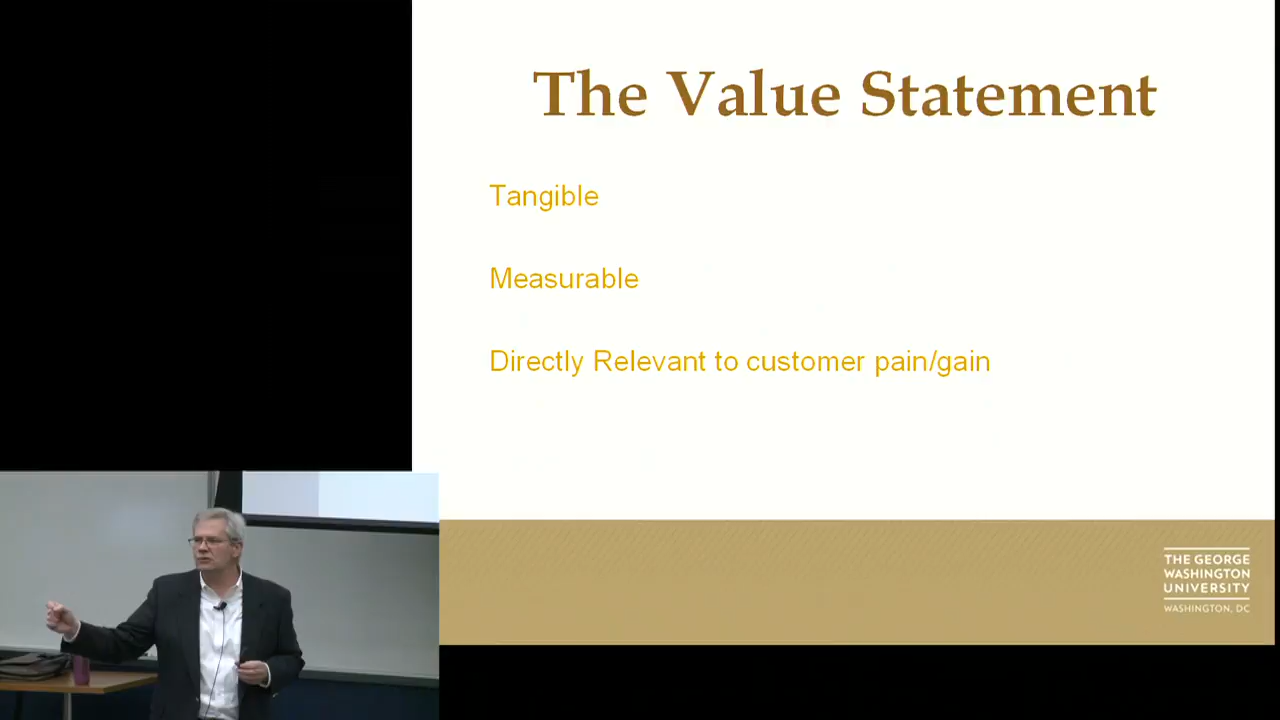 The Value Statement
Tangible
Measurable
Directly Relevant to customer pain/gain
THE GEORGE
WASHINGTON
UNIVERSITY
WASHINGTON, DC